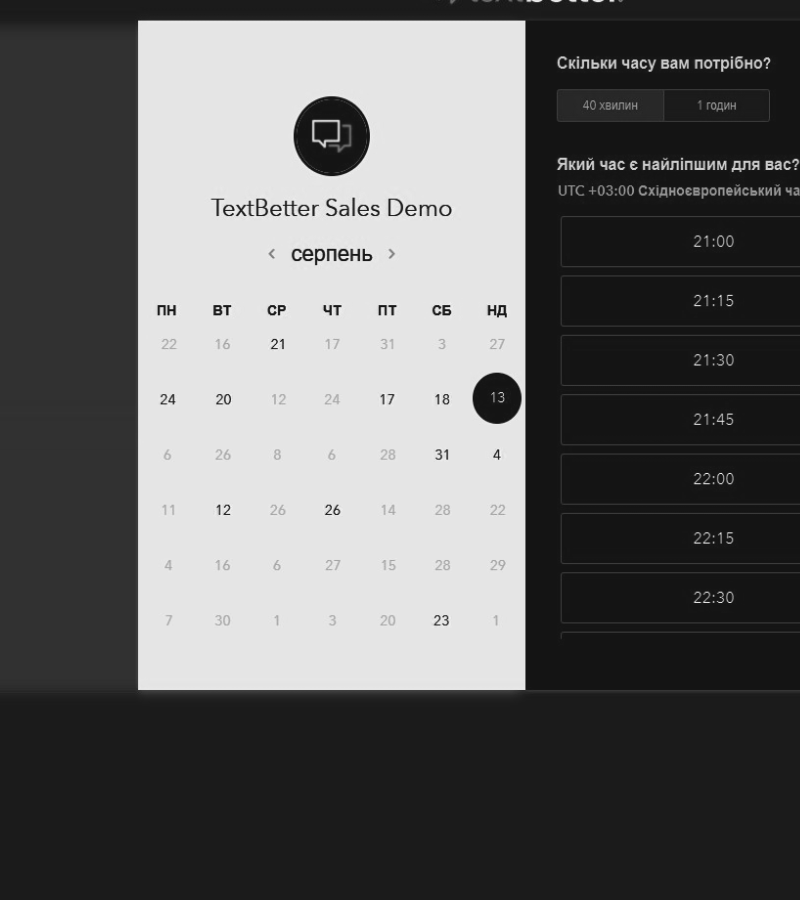 TextBetter Sales Demo
серпень
ПН ВТ СР ЧТ ПТ СБ НД
22 16 21 17 31 3 27
24 20 12 24 17 18 13
6 26 8 6 28 31 4
11 12 26 26 14 28 22
4 16 6 27 15 28 29
7 30 1 3 20 23 1
Скільки часу вам потрібно?
40 хвилин 1 годин
Який час є найліпшим для вас?
UTC +03:00 Східноєвропейський ча
21:00
21:15
21:30
21:45
22:00
22:15
22:30